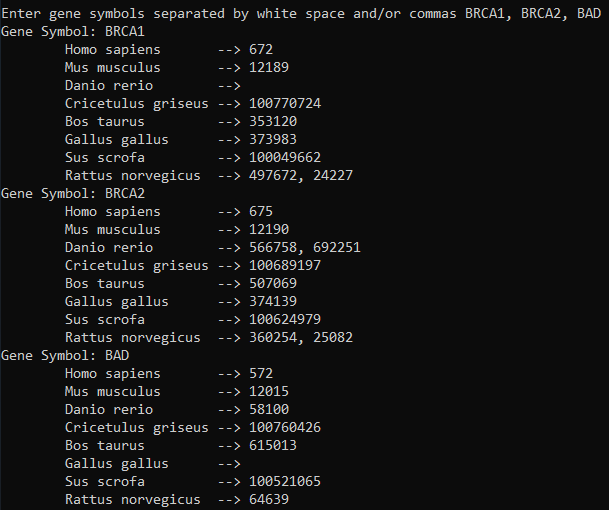 Enter gene symbols separated by white space and/or commas BRCA1, BRCA2, BAD
Gene Symbol: BRCA1
        Homo sapiens       --> 672
        Mus musculus       --> 12189
        Danio rerio        -->
        Cricetulus griseus --> 100770724
        Bos taurus         --> 353120
        Gallus gallus      --> 373983
        Sus scrofa         --> 100049662
        Rattus norvegicus  --> 497672, 24227
Gene Symbol: BRCA2
        Homo sapiens       --> 675
        Mus musculus       --> 12190
        Danio rerio        --> 566758, 692251
        Cricetulus griseus --> 100689197
        Bos taurus         --> 507069
        Gallus gallus      --> 374139
        Sus scrofa         --> 100624979
        Rattus norvegicus  --> 360254, 25082
Gene Symbol: BAD
        Homo sapiens       --> 572
        Mus musculus       --> 12015
        Danio rerio        --> 58100
        Cricetulus griseus --> 100760426
        Bos taurus         --> 615013
        Gallus gallus      -->
        Sus scrofa         --> 100521065
        Rattus norvegicus  --> 64639